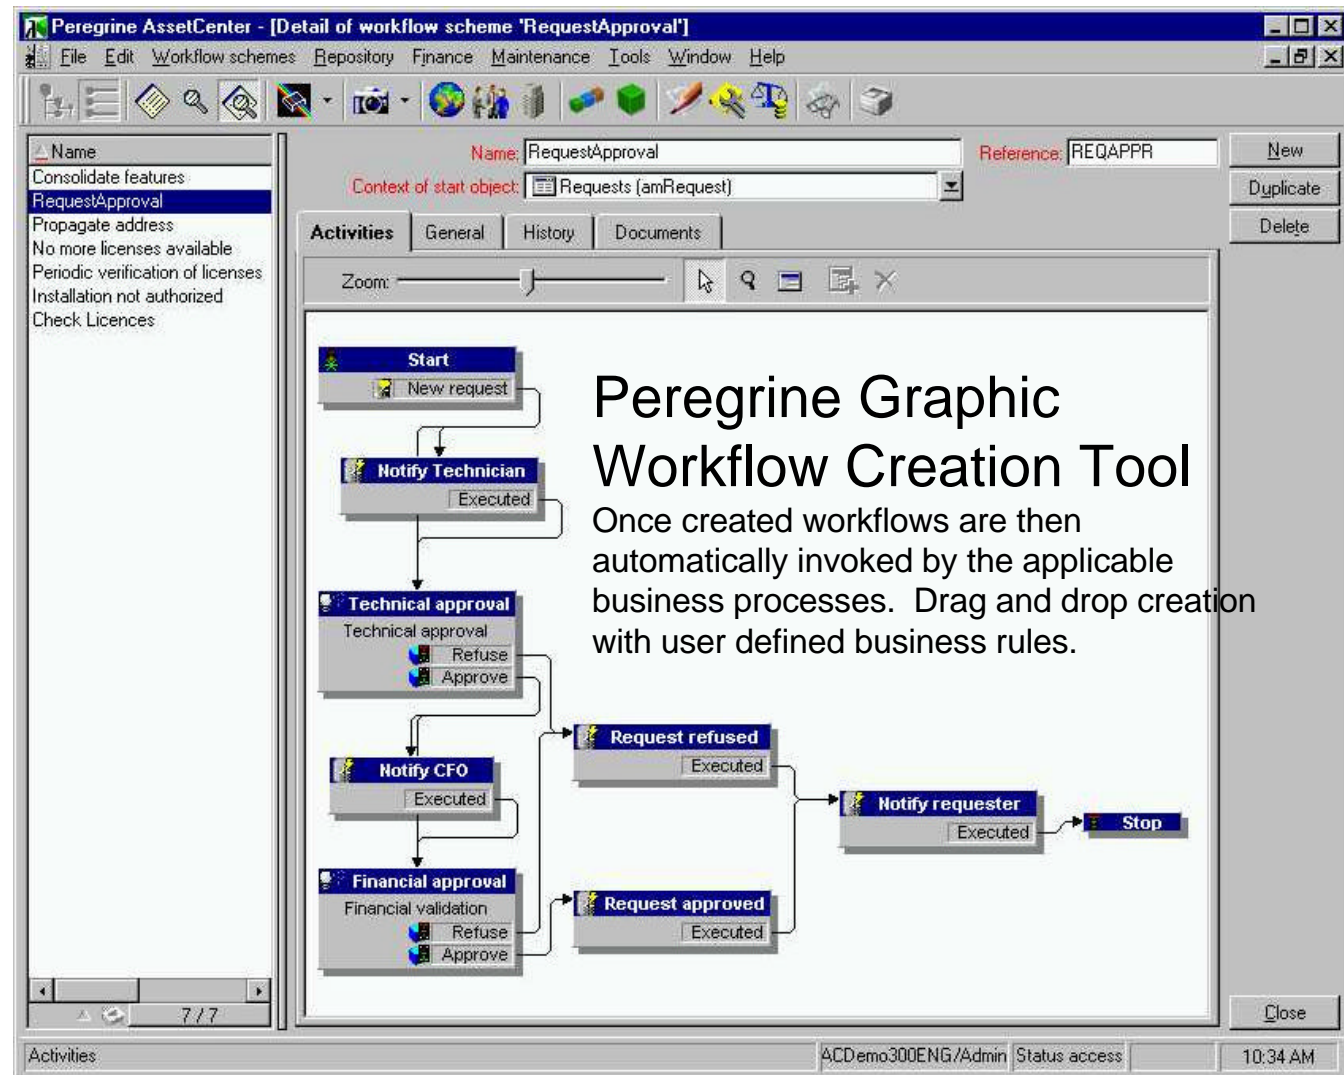 Peregrine AssetCenter - [Detail of workflow scheme 'RequestApproval']
File Edit Workflow schemes Repository Finance Maintenance Tools Window Help
Name
Consolidate features
RequestApproval
Propagate address
No more licenses available
Periodic verification of licenses
Installation not authorized
Check Licences
7 / 7
Name: RequestApproval
Reference: REQAPPR
Context of start object: Requests (amRequest)
New
Duplicate
Delete
Activities General History Documents
Zoom:
Start
New request
Notify Technician
Executed
Technical approval
Technical approval
Refuse
Approve
Notify CFO
Executed
Financial approval
Financial validation
Refuse
Approve
Peregrine Graphic
Workflow Creation Tool
Once created workflows are then
automatically invoked by the applicable
business processes. Drag and drop creation
with user defined business rules.
Request refused
Executed
Request approved
Executed
Notify requester
Executed
Stop
Close
Activities
ACDemo300ENG/Admin Status access
10:34 AM